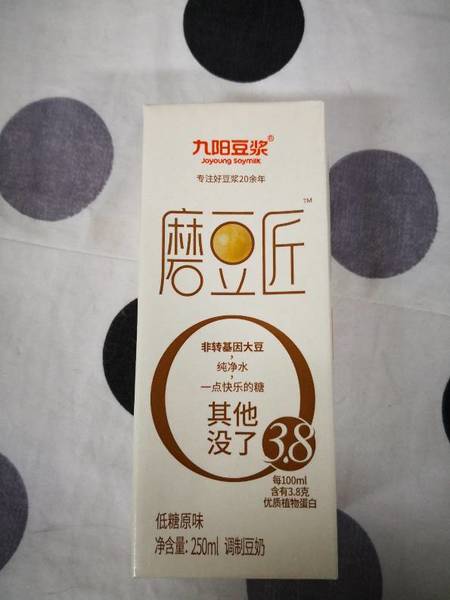 九阳豆浆®
Joyoung Soymilk
专注好豆浆20余年
磨豆匠™
非转基因大豆，
纯净水，
一点快乐的糖
其他
没了
3.8
每100ml
含有3.8克
优质植物蛋白
低糖原味
净含量: 250ml 调制豆奶